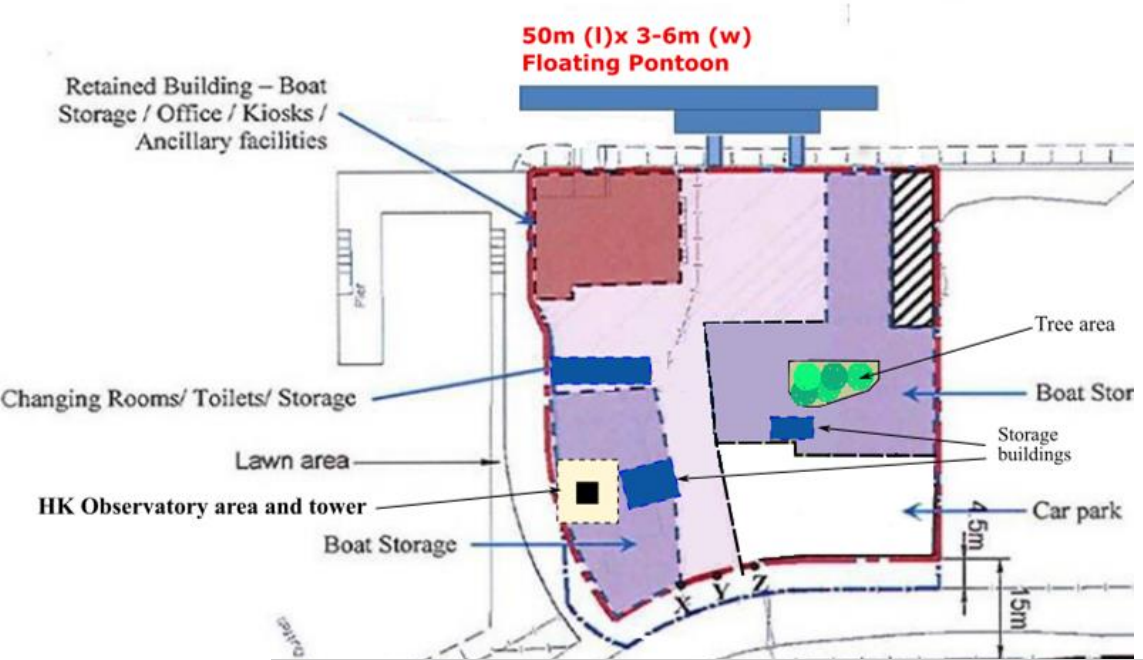 50m (l)x 3-6m (w)
Floating Pontoon
Retained Building – Boat
Storage / Office / Kiosks /
Ancillary facilities
Pier
Tree area
Changing Rooms/ Toilets/ Storage
Boat Stor
Storage
buildings
Lawn area
HK Observatory area and tower
Car park
4.5m
Boat Storage
X Y Z
15m